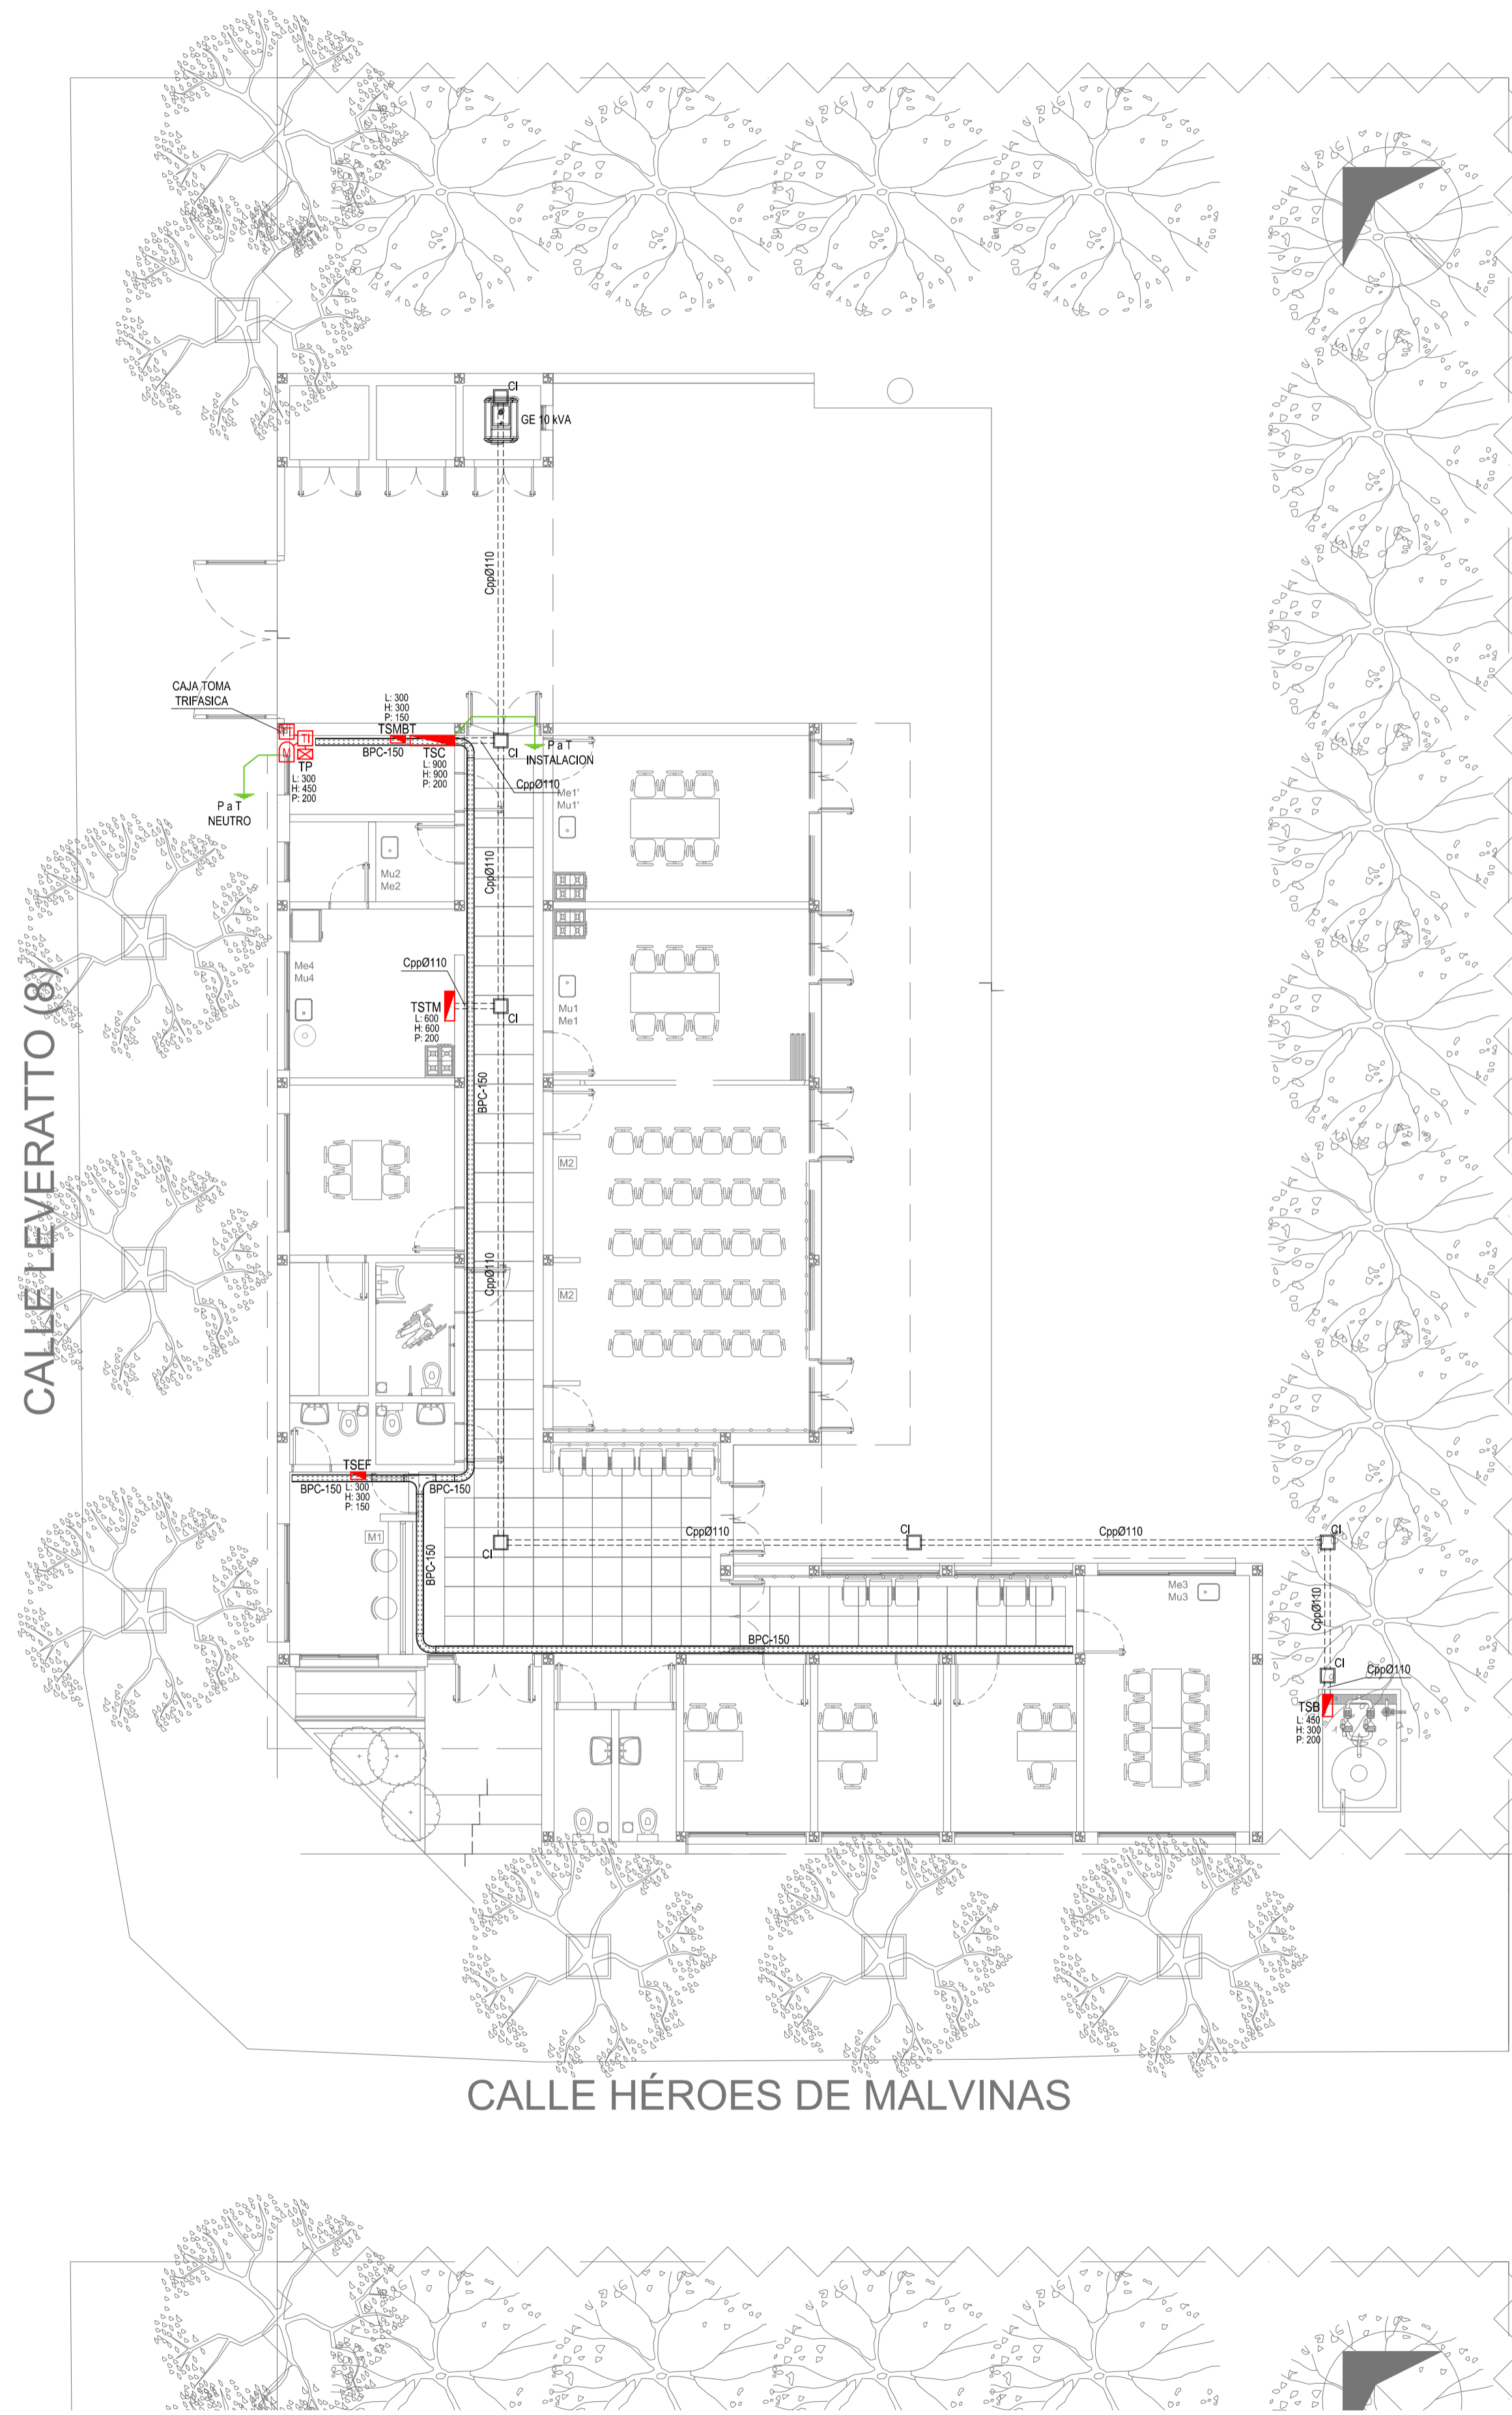 CI
GE 10 kVA
CppØ110
CAJA TOMA
TRIFASICA
L: 300
H: 300
P: 150
TSMBT
BPC-150
TSC
L: 900
H: 900
P: 200
M
TP
L: 300
H: 450
P: 200
P a T
NEUTRO
CI
P a T
INSTALACION
CppØ110
Me1'
Mu1'
Mu2
Me2
CppØ110
Me4
Mu4
CppØ110
TSTM
L: 600
H: 600
P: 200
CI
Mu1
Me1
BPC-150
M2
CppØ110
M2
CALLE LEVERATTO (8)
TSEF
BPC-150
L: 300
H: 300
P: 150
BPC-150
M1
BPC-150
CI
CppØ110
CI
CppØ110
CI
CppØ110
Me3
Mu3
BPC-150
CI
CppØ110
TSB
L: 450
H: 300
P: 200
CALLE HÉROES DE MALVINAS